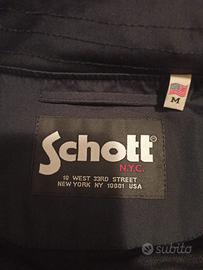 M
Schott®
N.Y.C.
10 WEST 33RD STREET
NEW YORK NY 10001 USA
subito